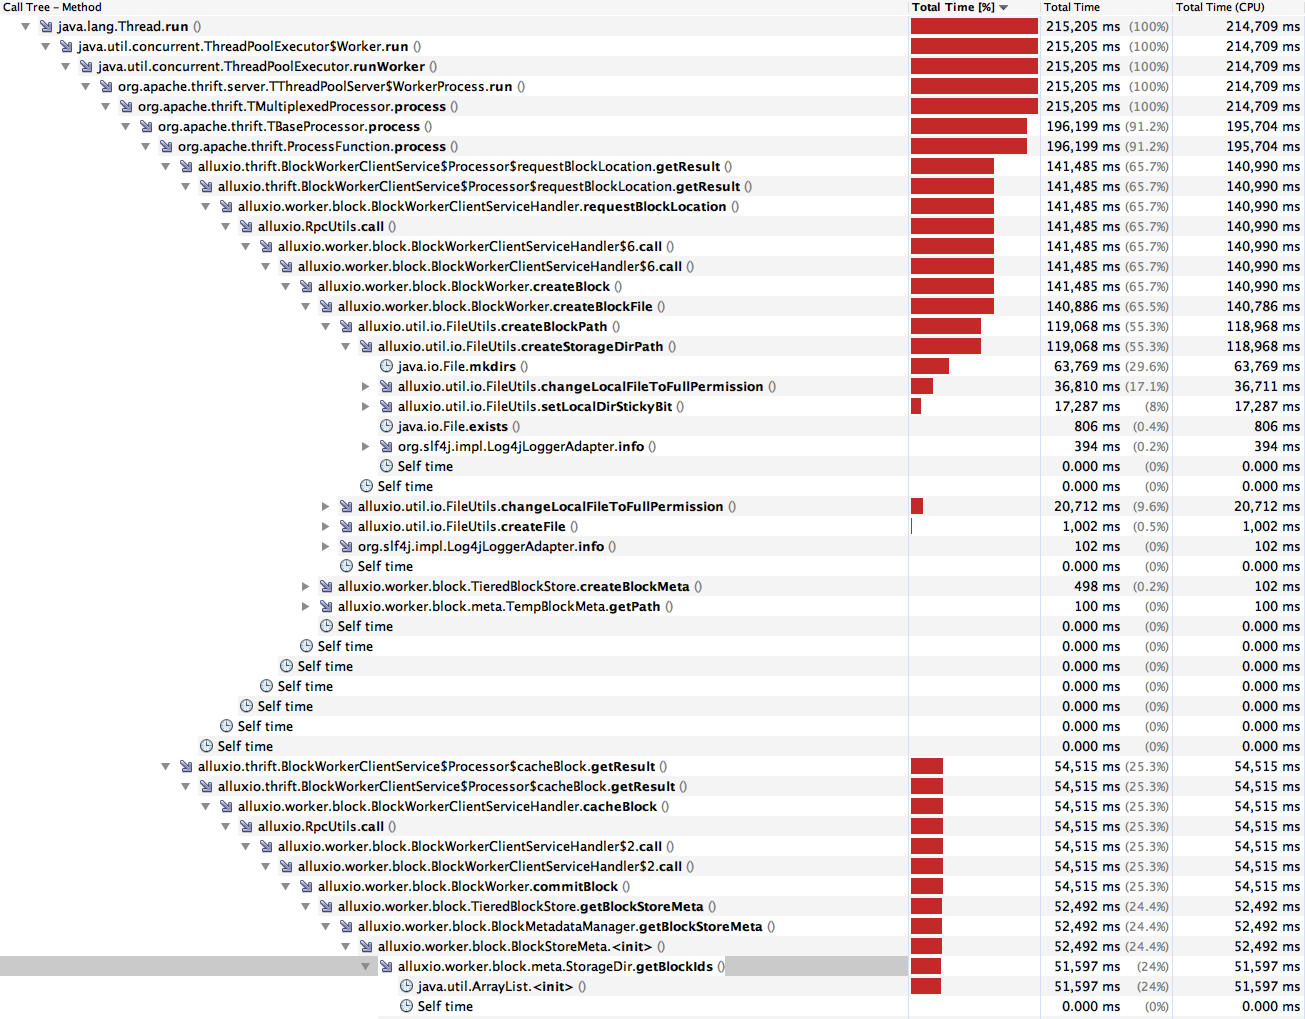 Call Tree – Method Total Time [%] Total Time Total Time (CPU)
java.lang.Thread.run () 215,205 ms (100%) 214,709 ms
java.util.concurrent.ThreadPoolExecutor$Worker.run () 215,205 ms (100%) 214,709 ms
java.util.concurrent.ThreadPoolExecutor.runWorker () 215,205 ms (100%) 214,709 ms
org.apache.thrift.server.TThreadPoolServer$WorkerProcess.run () 215,205 ms (100%) 214,709 ms
org.apache.thrift.TMultiplexedProcessor.process () 215,205 ms (100%) 214,709 ms
org.apache.thrift.TBaseProcessor.process () 196,199 ms (91.2%) 195,704 ms
org.apache.thrift.ProcessFunction.process () 196,199 ms (91.2%) 195,704 ms
alluxio.thrift.BlockWorkerClientService$Processor$requestBlockLocation.getResult () 141,485 ms (65.7%) 140,990 ms
alluxio.thrift.BlockWorkerClientService$Processor$requestBlockLocation.getResult () 141,485 ms (65.7%) 140,990 ms
alluxio.worker.block.BlockWorkerClientServiceHandler.requestBlockLocation () 141,485 ms (65.7%) 140,990 ms
alluxio.RpcUtils.call () 141,485 ms (65.7%) 140,990 ms
alluxio.worker.block.BlockWorkerClientServiceHandler$6.call () 141,485 ms (65.7%) 140,990 ms
alluxio.worker.block.BlockWorkerClientServiceHandler$6.call () 141,485 ms (65.7%) 140,990 ms
alluxio.worker.block.BlockWorker.createBlock () 141,485 ms (65.7%) 140,990 ms
alluxio.worker.block.BlockWorker.createBlockFile () 140,886 ms (65.5%) 140,786 ms
alluxio.util.io.FileUtils.createBlockPath () 119,068 ms (55.3%) 118,968 ms
alluxio.util.io.FileUtils.createStorageDirPath () 119,068 ms (55.3%) 118,968 ms
java.io.File.mkdirs () 63,769 ms (29.6%) 63,769 ms
alluxio.util.io.FileUtils.changeLocalFileToFullPermission () 36,810 ms (17.1%) 36,711 ms
alluxio.util.io.FileUtils.setLocalDirStickyBit () 17,287 ms (8%) 17,287 ms
java.io.File.exists () 806 ms (0.4%) 806 ms
org.slf4j.impl.Log4jLoggerAdapter.info () 394 ms (0.2%) 394 ms
Self time 0.000 ms (0%) 0.000 ms
Self time 0.000 ms (0%) 0.000 ms
alluxio.util.io.FileUtils.changeLocalFileToFullPermission () 20,712 ms (9.6%) 20,712 ms
alluxio.util.io.FileUtils.createFile () 1,002 ms (0.5%) 1,002 ms
org.slf4j.impl.Log4jLoggerAdapter.info () 102 ms (0%) 102 ms
Self time 0.000 ms (0%) 0.000 ms
alluxio.worker.block.TieredBlockStore.createBlockMeta () 498 ms (0.2%) 102 ms
alluxio.worker.block.meta.TempBlockMeta.getPath () 100 ms (0%) 100 ms
Self time 0.000 ms (0%) 0.000 ms
Self time 0.000 ms (0%) 0.000 ms
Self time 0.000 ms (0%) 0.000 ms
Self time 0.000 ms (0%) 0.000 ms
Self time 0.000 ms (0%) 0.000 ms
Self time 0.000 ms (0%) 0.000 ms
Self time 0.000 ms (0%) 0.000 ms
alluxio.thrift.BlockWorkerClientService$Processor$cacheBlock.getResult () 54,515 ms (25.3%) 54,515 ms
alluxio.thrift.BlockWorkerClientService$Processor$cacheBlock.getResult () 54,515 ms (25.3%) 54,515 ms
alluxio.worker.block.BlockWorkerClientServiceHandler.cacheBlock () 54,515 ms (25.3%) 54,515 ms
alluxio.RpcUtils.call () 54,515 ms (25.3%) 54,515 ms
alluxio.worker.block.BlockWorkerClientServiceHandler$2.call () 54,515 ms (25.3%) 54,515 ms
alluxio.worker.block.BlockWorkerClientServiceHandler$2.call () 54,515 ms (25.3%) 54,515 ms
alluxio.worker.block.BlockWorker.commitBlock () 54,515 ms (25.3%) 54,515 ms
alluxio.worker.block.TieredBlockStore.getBlockStoreMeta () 52,492 ms (24.4%) 52,492 ms
alluxio.worker.block.BlockMetadataManager.getBlockStoreMeta () 52,492 ms (24.4%) 52,492 ms
alluxio.worker.block.BlockStoreMeta.<init> () 52,492 ms (24.4%) 52,492 ms
alluxio.worker.block.meta.StorageDir.getBlockIds () 51,597 ms (24%) 51,597 ms
java.util.ArrayList.<init> () 51,597 ms (24%) 51,597 ms
Self time 0.000 ms (0%) 0.000 ms